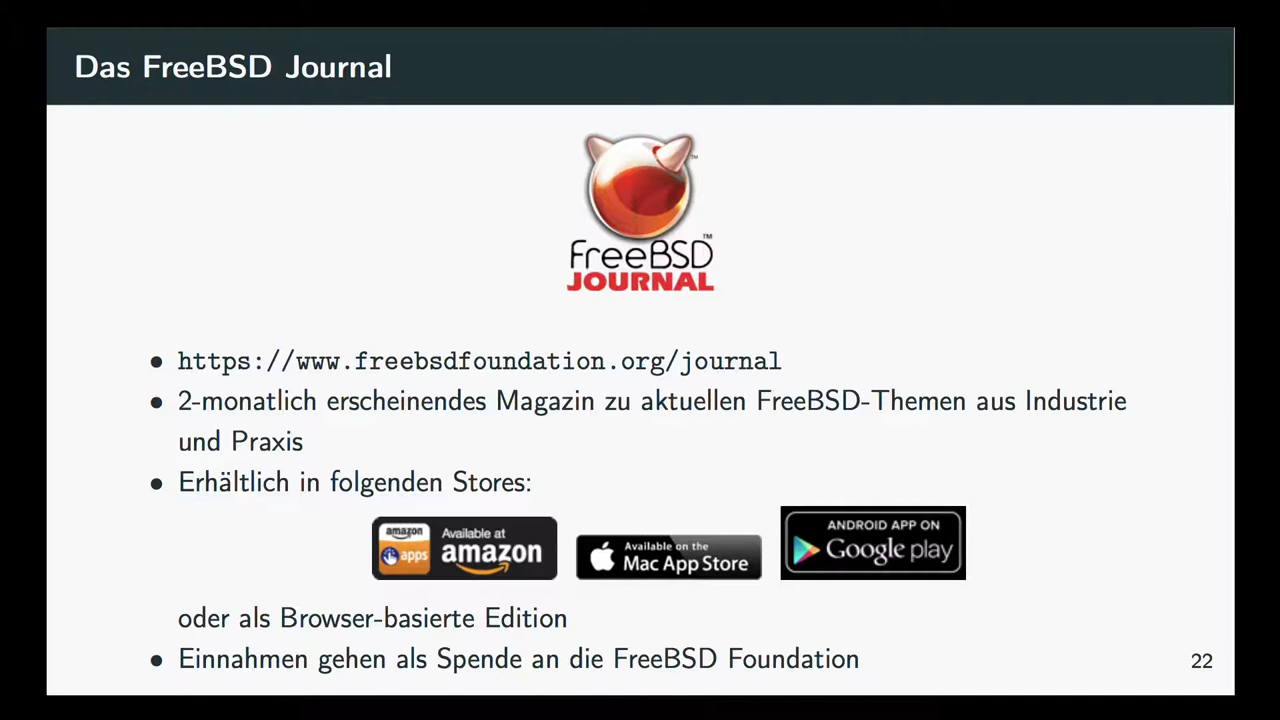 Das FreeBSD Journal
TM
TM
FreeBSD
JOURNAL
• https://www.freebsdfoundation.org/journal
• 2-monatlich erscheinendes Magazin zu aktuellen FreeBSD-Themen aus Industrie
und Praxis
• Erhältlich in folgenden Stores:
amazon
apps
Available at
amazon
Available on the
Mac App Store
ANDROID APP ON
Google play
oder als Browser-basierte Edition
• Einnahmen gehen als Spende an die FreeBSD Foundation
22